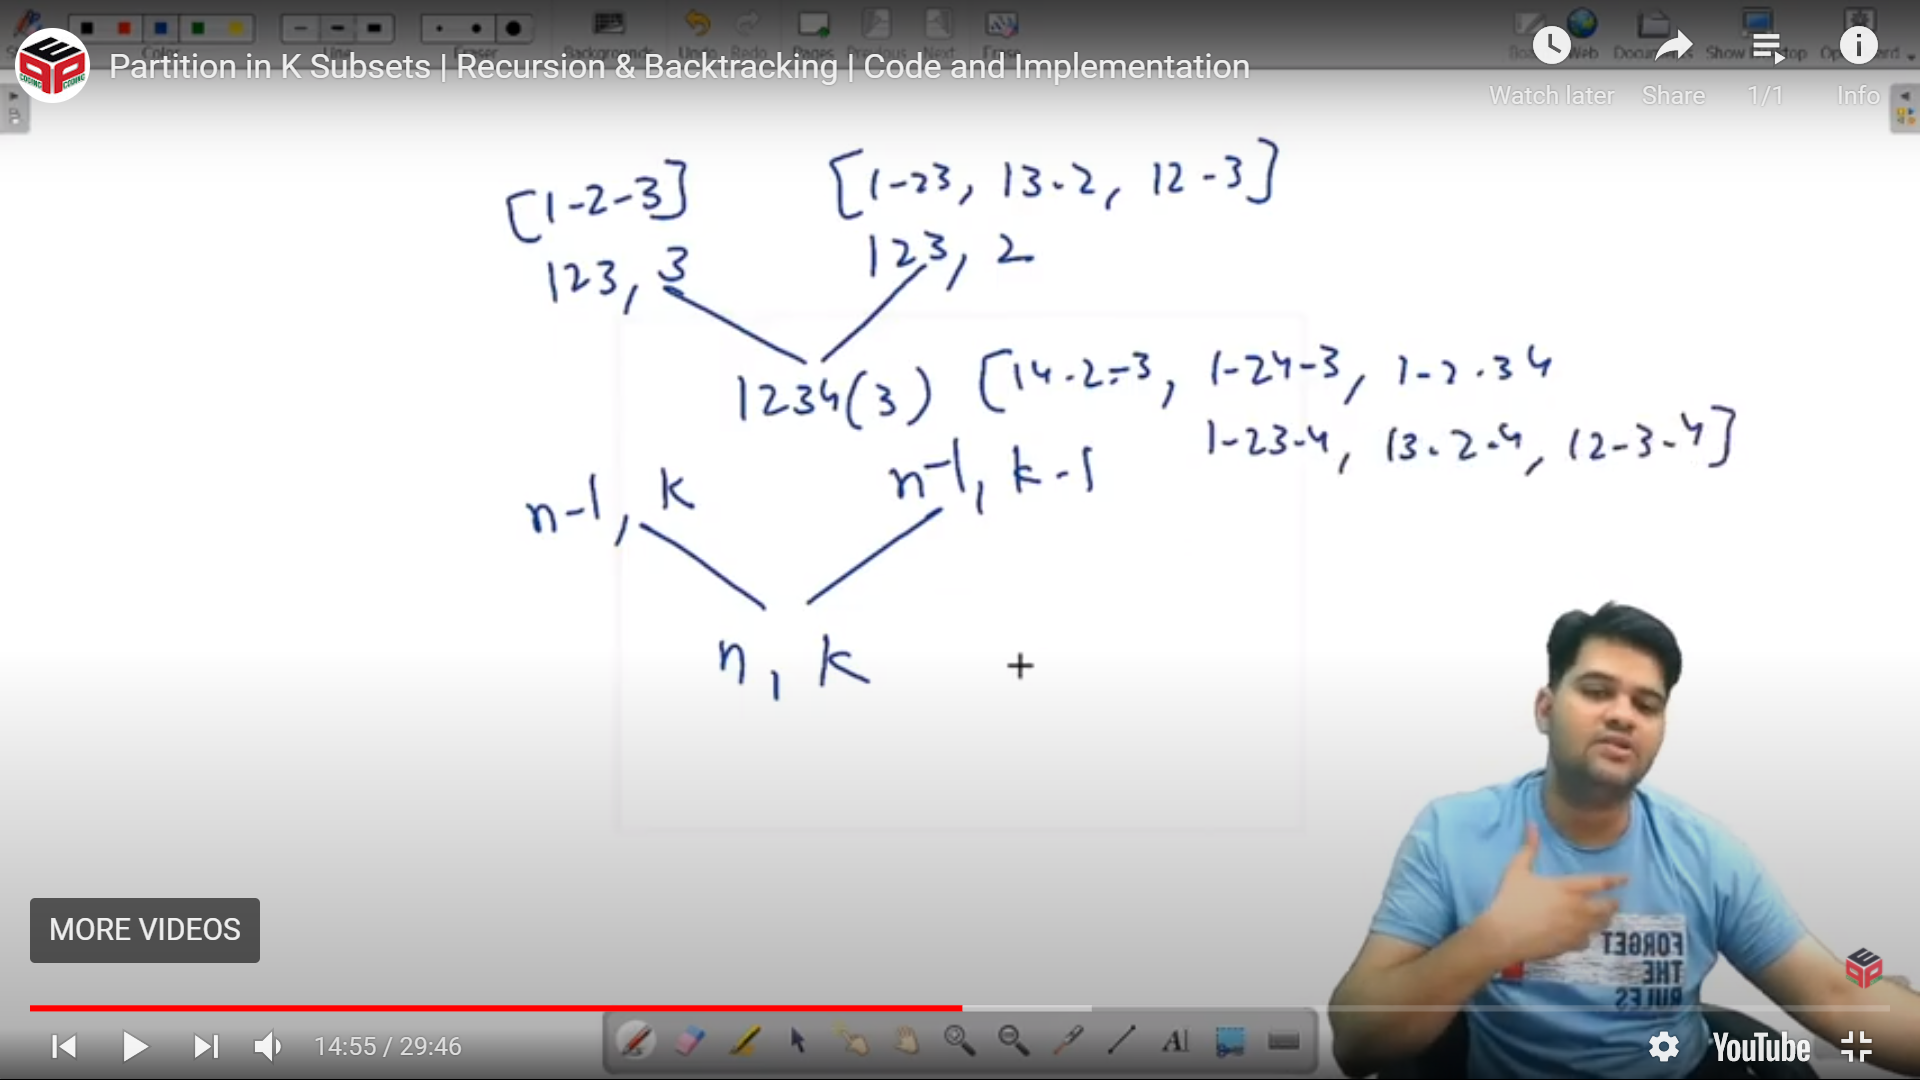 Partition in K Subsets | Recursion & Backtracking | Code and Implementation
Watch later Share 1/1 Info
[1-2-3] [1-23, 13-2, 12-3]
123, 3 123, 2
1234(3) [14-2-3, 1-24-3, 1-2-34
1-23-4, 13-2-4, 12-3-4]
n-1, k n-1, k-1
n, k
FORGET
THE
RULES
MORE VIDEOS
14:55 / 29:46
YouTube